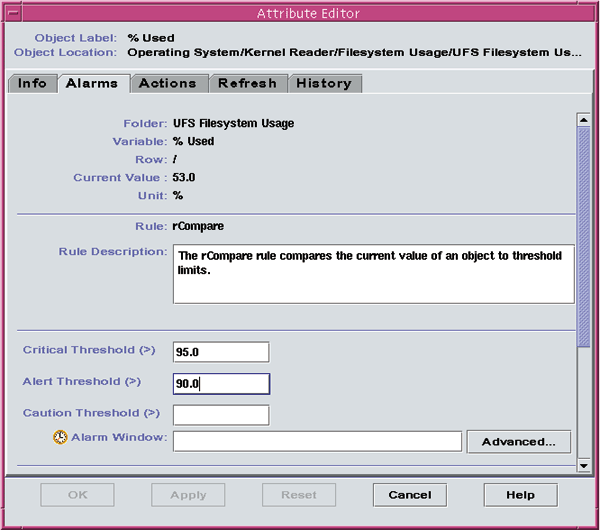 Attribute Editor
Object Label: % Used
Object Location: Operating System/Kernel Reader/Filesystem Usage/UFS Filesystem Us...
Info Alarms Actions Refresh History
Folder: UFS Filesystem Usage
Variable: % Used
Row: /
Current Value : 53.0
Unit: %
Rule: rCompare
Rule Description: The rCompare rule compares the current value of an object to threshold
limits.
Critical Threshold (>) 95.0
Alert Threshold (>) 90.0
Caution Threshold (>)
Alarm Window: Advanced...
OK Apply Reset Cancel Help